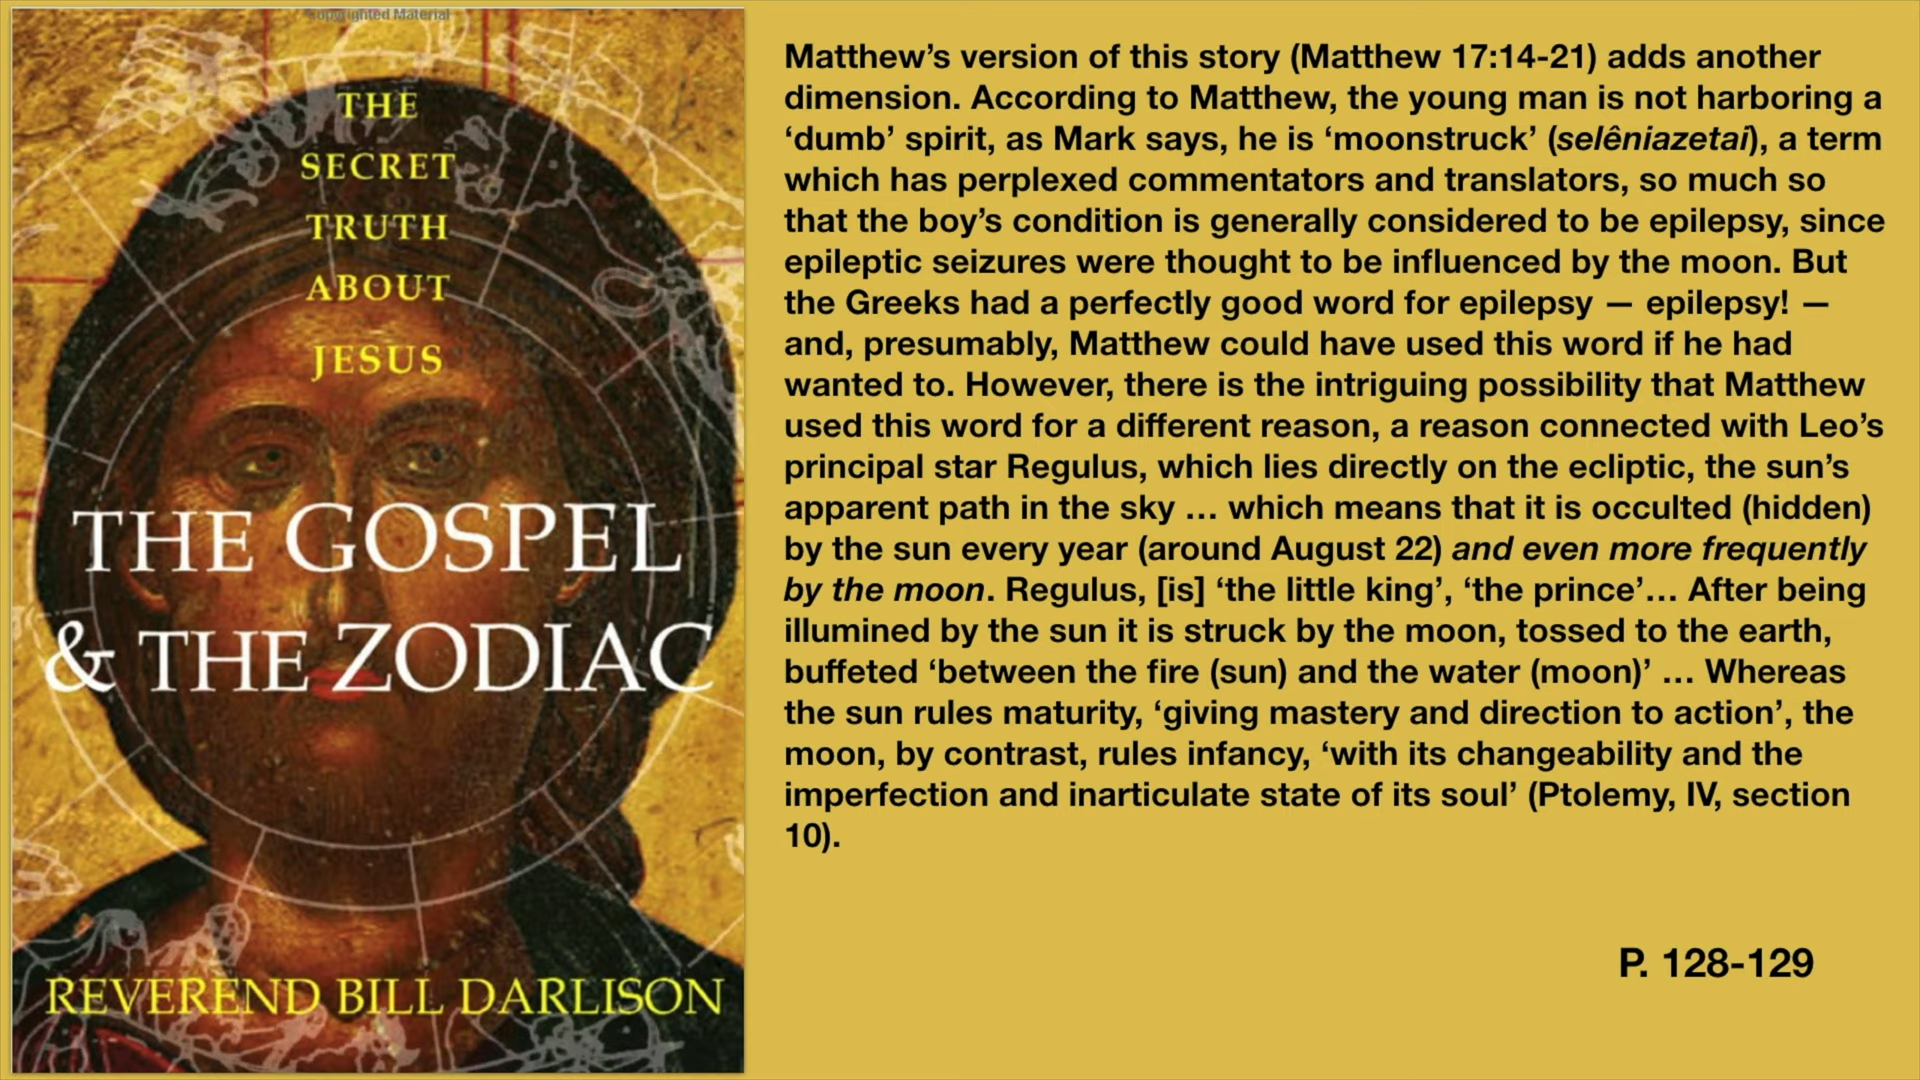 Copyrighted Material
THE
SECRET
TRUTH
ABOUT
JESUS
THE GOSPEL
& THE ZODIAC
REVEREND BILL DARLISON
Matthew’s version of this story (Matthew 17:14-21) adds another
dimension. According to Matthew, the young man is not harboring a
‘dumb’ spirit, as Mark says, he is ‘moonstruck’ (selêniazetai), a term
which has perplexed commentators and translators, so much so
that the boy’s condition is generally considered to be epilepsy, since
epileptic seizures were thought to be influenced by the moon. But
the Greeks had a perfectly good word for epilepsy — epilepsy! —
and, presumably, Matthew could have used this word if he had
wanted to. However, there is the intriguing possibility that Matthew
used this word for a different reason, a reason connected with Leo’s
principal star Regulus, which lies directly on the ecliptic, the sun’s
apparent path in the sky … which means that it is occulted (hidden)
by the sun every year (around August 22) and even more frequently
by the moon. Regulus, [is] ‘the little king’, ‘the prince’… After being
illumined by the sun it is struck by the moon, tossed to the earth,
buffeted ‘between the fire (sun) and the water (moon)’ … Whereas
the sun rules maturity, ‘giving mastery and direction to action’, the
moon, by contrast, rules infancy, ‘with its changeability and the
imperfection and inarticulate state of its soul’ (Ptolemy, IV, section
10).
P. 128-129